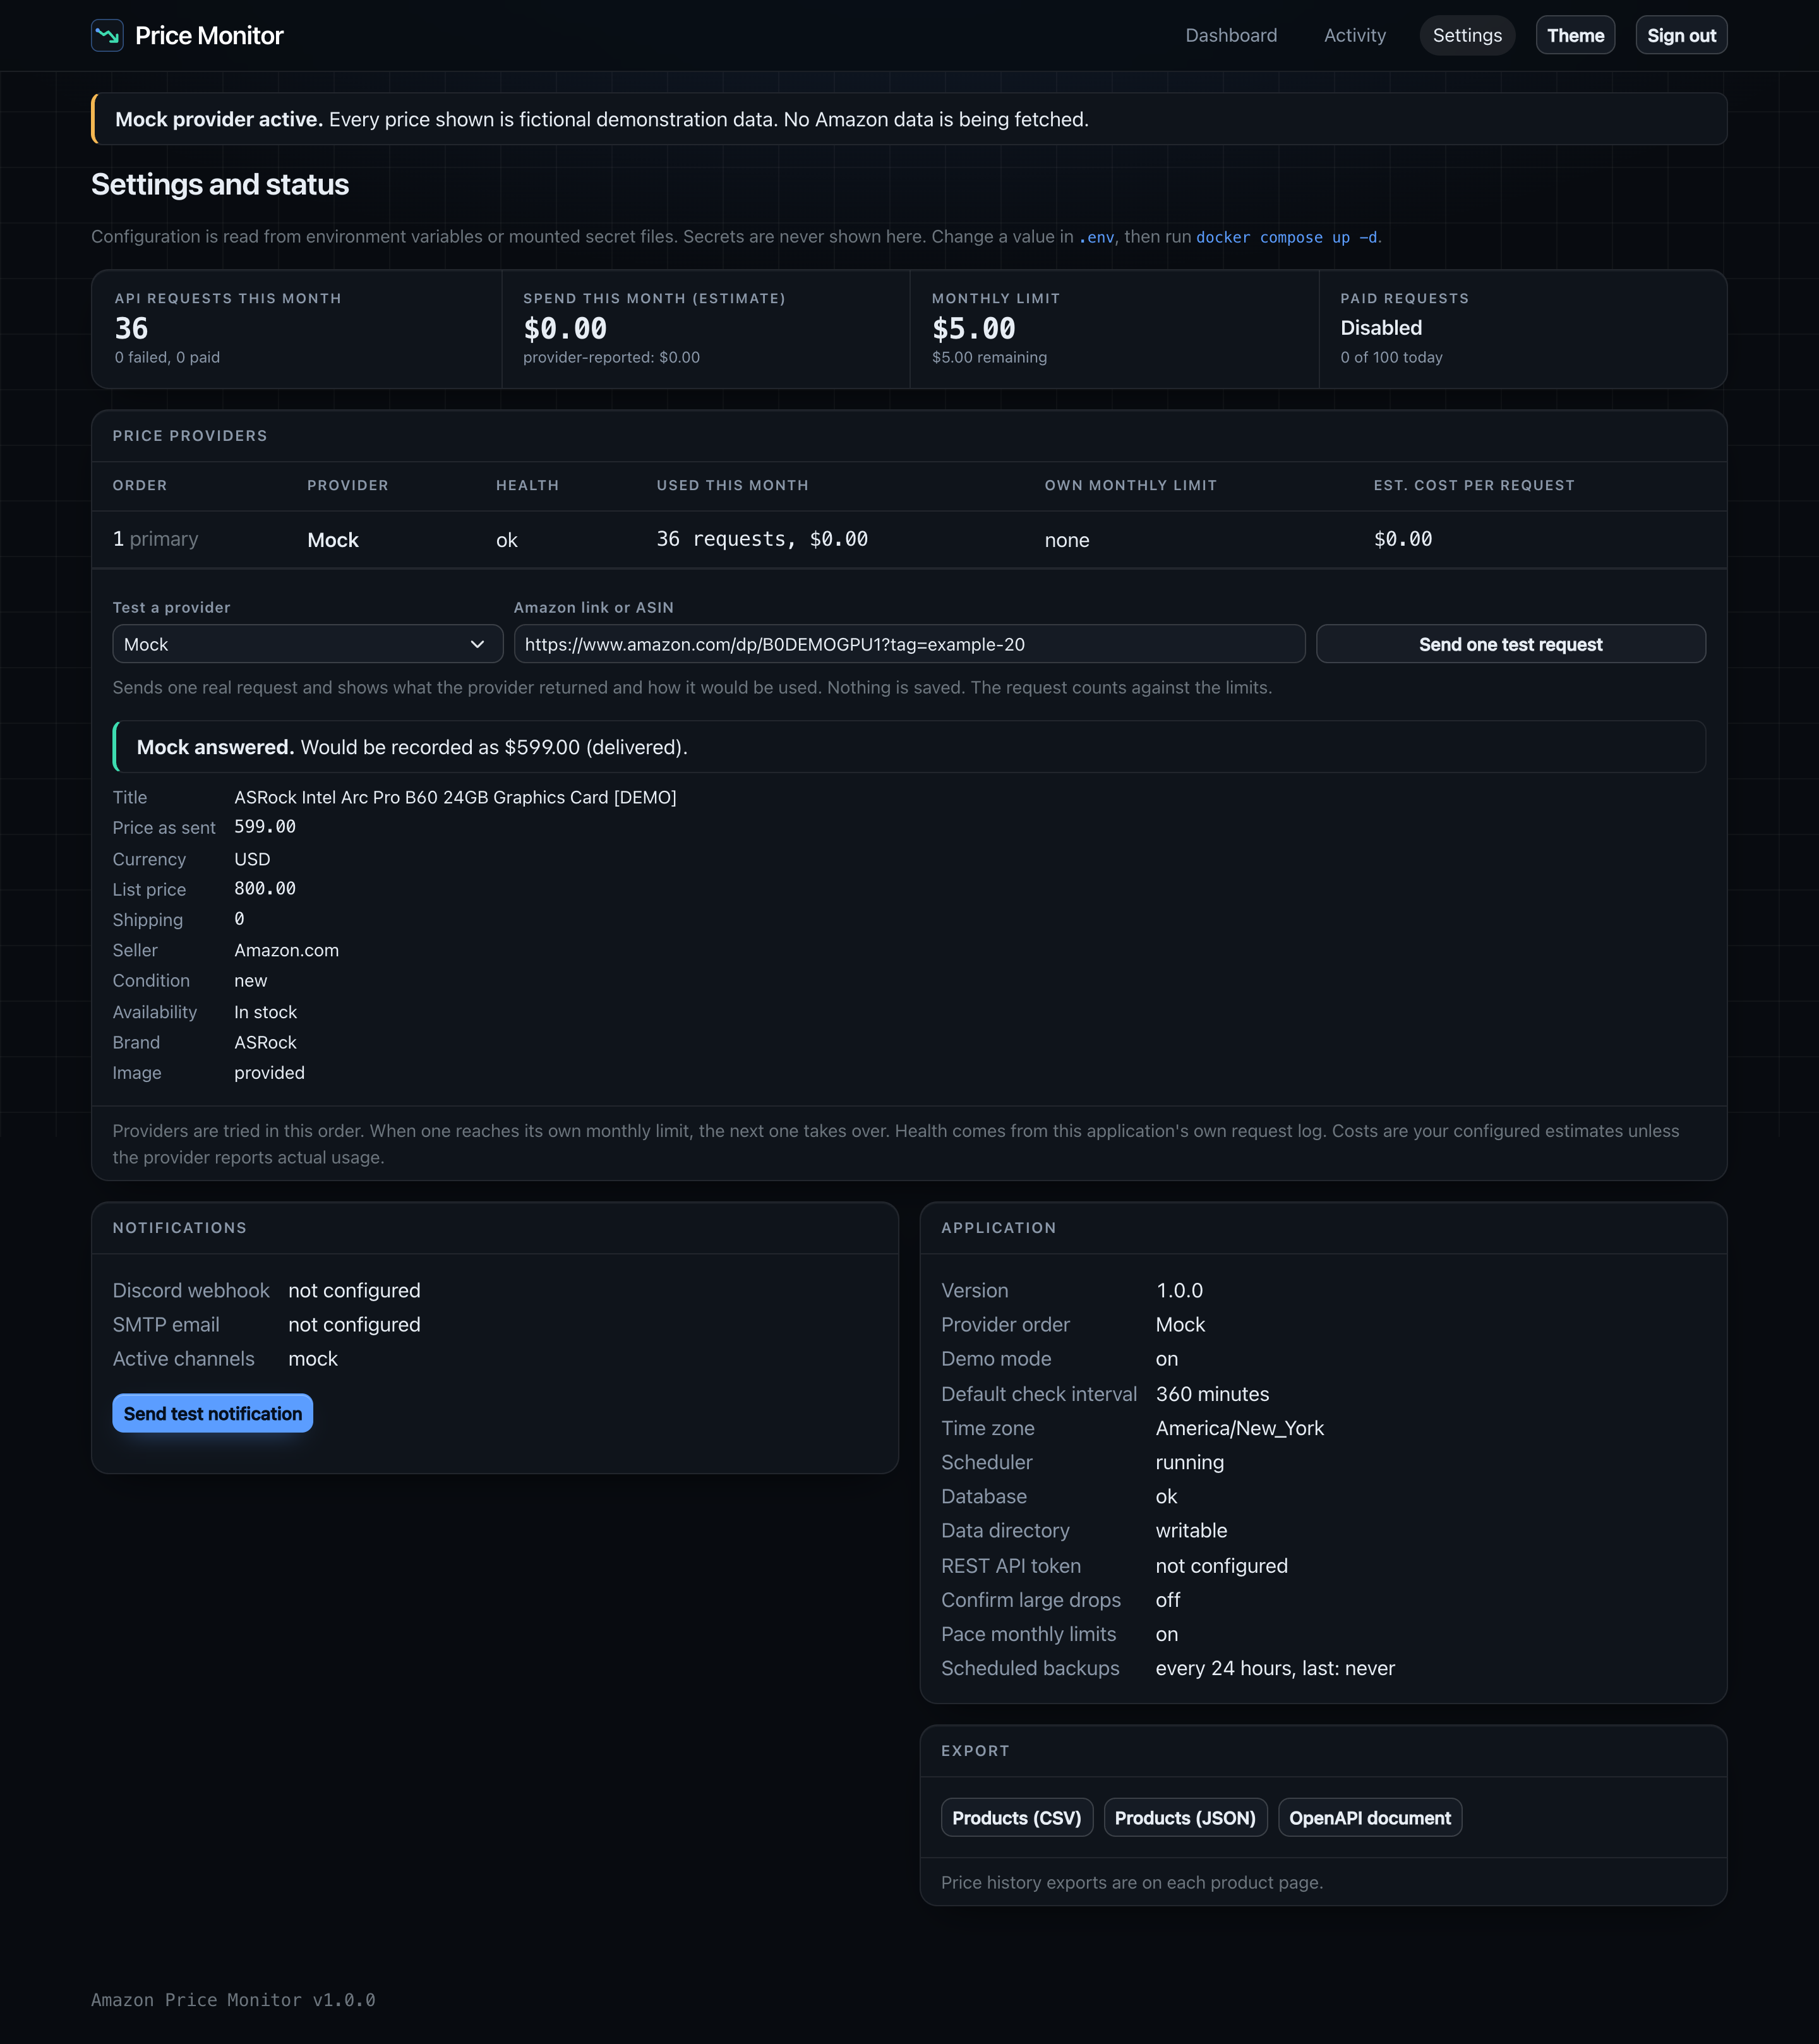 Price Monitor
Dashboard
Activity
Settings
Theme
Sign out
Mock provider active. Every price shown is fictional demonstration data. No Amazon data is being fetched.
Settings and status
Configuration is read from environment variables or mounted secret files. Secrets are never shown here. Change a value in .env, then run docker compose up -d.
API REQUESTS THIS MONTH
36
0 failed, 0 paid
SPEND THIS MONTH (ESTIMATE)
$0.00
provider-reported: $0.00
MONTHLY LIMIT
$5.00
$5.00 remaining
PAID REQUESTS
Disabled
0 of 100 today
PRICE PROVIDERS
ORDER PROVIDER HEALTH USED THIS MONTH OWN MONTHLY LIMIT EST. COST PER REQUEST
1 primary Mock ok 36 requests, $0.00 none $0.00
Test a provider
Mock
Amazon link or ASIN
https://www.amazon.com/dp/B0DEMOGPU1?tag=example-20
Send one test request
Sends one real request and shows what the provider returned and how it would be used. Nothing is saved. The request counts against the limits.
Mock answered. Would be recorded as $599.00 (delivered).
Title ASRock Intel Arc Pro B60 24GB Graphics Card [DEMO]
Price as sent 599.00
Currency USD
List price 800.00
Shipping 0
Seller Amazon.com
Condition new
Availability In stock
Brand ASRock
Image provided
Providers are tried in this order. When one reaches its own monthly limit, the next one takes over. Health comes from this application's own request log. Costs are your configured estimates unless
the provider reports actual usage.
NOTIFICATIONS
Discord webhook not configured
SMTP email not configured
Active channels mock
Send test notification
APPLICATION
Version 1.0.0
Provider order Mock
Demo mode on
Default check interval 360 minutes
Time zone America/New_York
Scheduler running
Database ok
Data directory writable
REST API token not configured
Confirm large drops off
Pace monthly limits on
Scheduled backups every 24 hours, last: never
EXPORT
Products (CSV)
Products (JSON)
OpenAPI document
Price history exports are on each product page.
Amazon Price Monitor v1.0.0